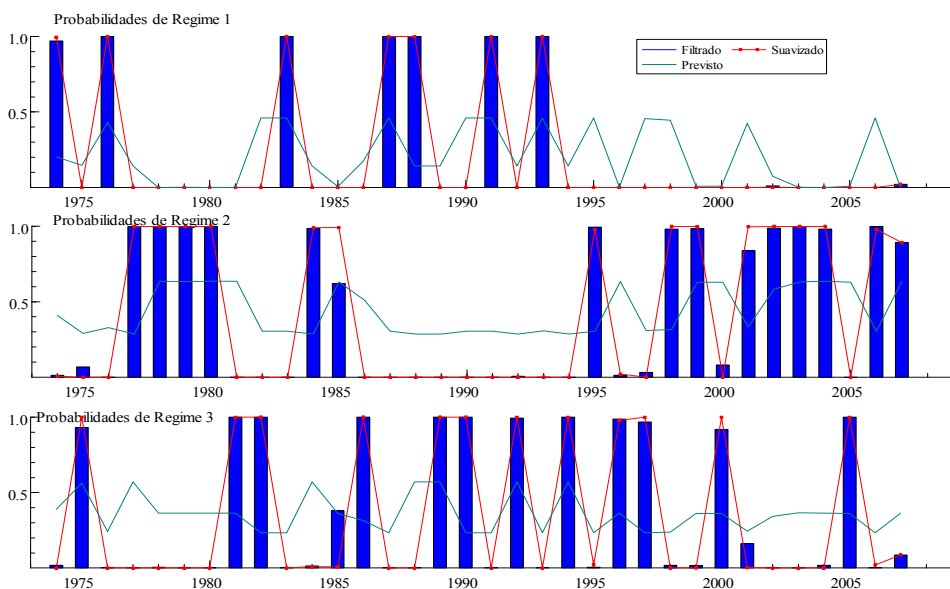 Probabilidades de Regime 1
1.0
0.5
Filtrado
Suavizado
Previsto
1975 1980 1985 1990 1995 2000 2005
Probabilidades de Regime 2
1.0
0.5
1975 1980 1985 1990 1995 2000 2005
Probabilidades de Regime 3
1.0
0.5
1975 1980 1985 1990 1995 2000 2005